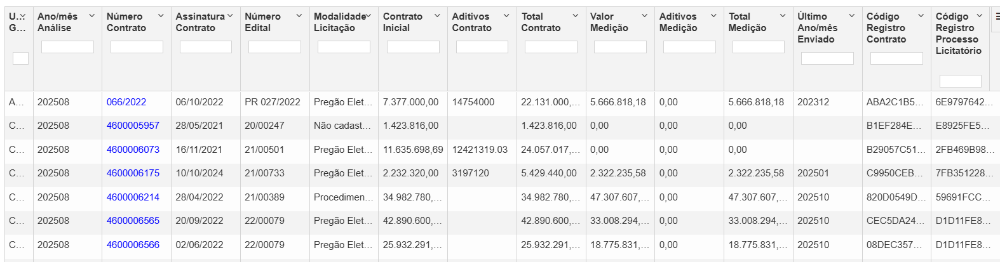 U... G... Ano/mês Análise Número Contrato Assinatura Contrato Número Edital Modalidade Licitação Contrato Inicial Aditivos Contrato Total Contrato Valor Medição Aditivos Medição Total Medição Último Ano/mês Enviado Código Registro Contrato Código Registro Processo Licitatório
A... 202508 066/2022 06/10/2022 PR 027/2022 Pregão Elet... 7.377.000,00 14754000 22.131.000,... 5.666.818,18 0,00 5.666.818,18 202312 ABA2C1B5... 6E9797642...
C... 202508 4600005957 28/05/2021 20/00247 Não cadast... 1.423.816,00 1.423.816,00 0,00 0,00 0,00 B1EF284E... E8925FE5...
C... 202508 4600006073 16/11/2021 21/00501 Pregão Elet... 11.635.698,69 12421319.03 24.057.017,... 0,00 0,00 0,00 B29057C51... 2FB469B98...
C... 202508 4600006175 10/10/2024 21/00733 Pregão Elet... 2.232.320,00 3197120 5.429.440,00 2.322.235,58 0,00 2.322.235,58 202501 C9950CEB... 7FB351228...
C... 202508 4600006214 28/04/2022 21/00389 Procedimen... 34.982.780,... 34.982.780,... 47.307.607,... 0,00 47.307.607,... 202510 820D0549D... 59691FCC...
C... 202508 4600006565 20/09/2022 22/00079 Pregão Elet... 42.890.600,... 42.890.600,... 33.008.294,... 0,00 33.008.294,... 202510 CEC5DA24... D1D11FE8...
C... 202508 4600006566 02/06/2022 22/00079 Pregão Elet... 25.932.291,... 25.932.291,... 18.775.831,... 0,00 18.775.831,... 202510 08DEC357... D1D11FE8...